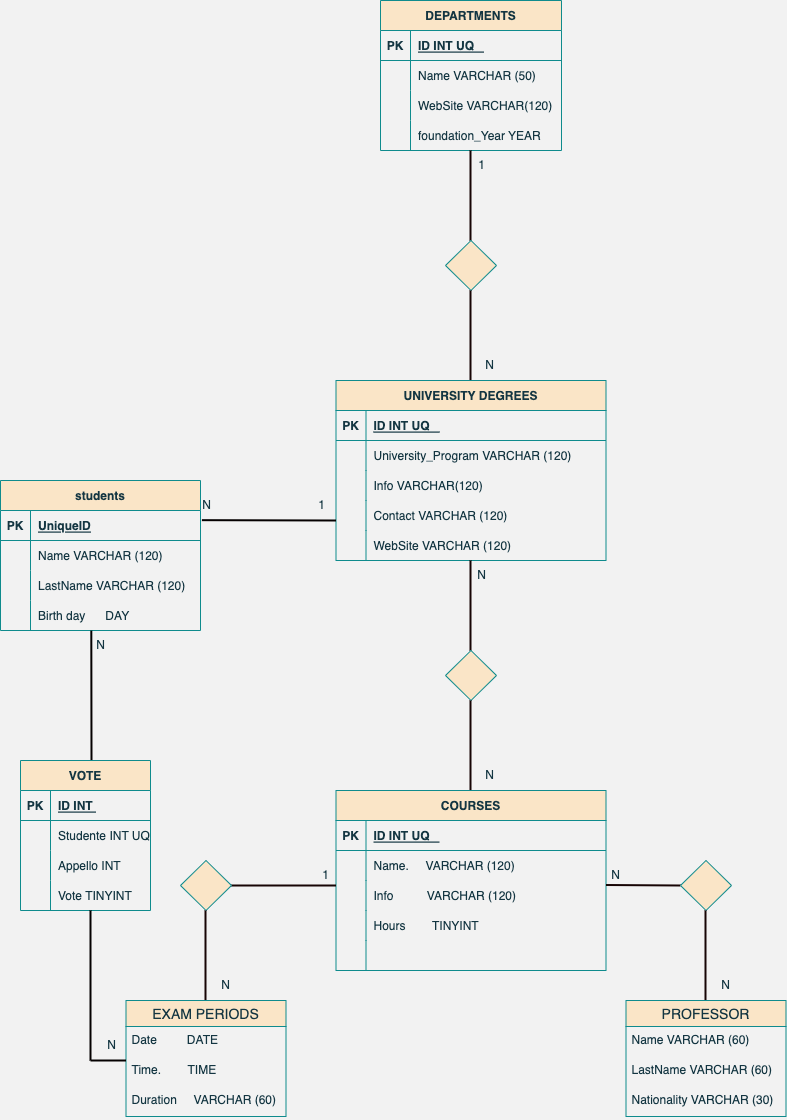 DEPARTMENTS
PK ID INT UQ
Name VARCHAR (50)
WebSite VARCHAR(120)
foundation_Year YEAR
1
N
UNIVERSITY DEGREES
PK ID INT UQ
University_Program VARCHAR (120)
Info VARCHAR(120)
Contact VARCHAR (120)
WebSite VARCHAR (120)
students
PK UniqueID
Name VARCHAR (120)
LastName VARCHAR (120)
Birth day DAY
N
1
N
N
N
VOTE
PK ID INT
Studente INT UQ
Appello INT
Vote TINYINT
COURSES
PK ID INT UQ
Name. VARCHAR (120)
Info VARCHAR (120)
Hours TINYINT
1
N
N
N
N
EXAM PERIODS
Date DATE
Time. TIME
Duration VARCHAR (60)
PROFESSOR
Name VARCHAR (60)
LastName VARCHAR (60)
Nationality VARCHAR (30)